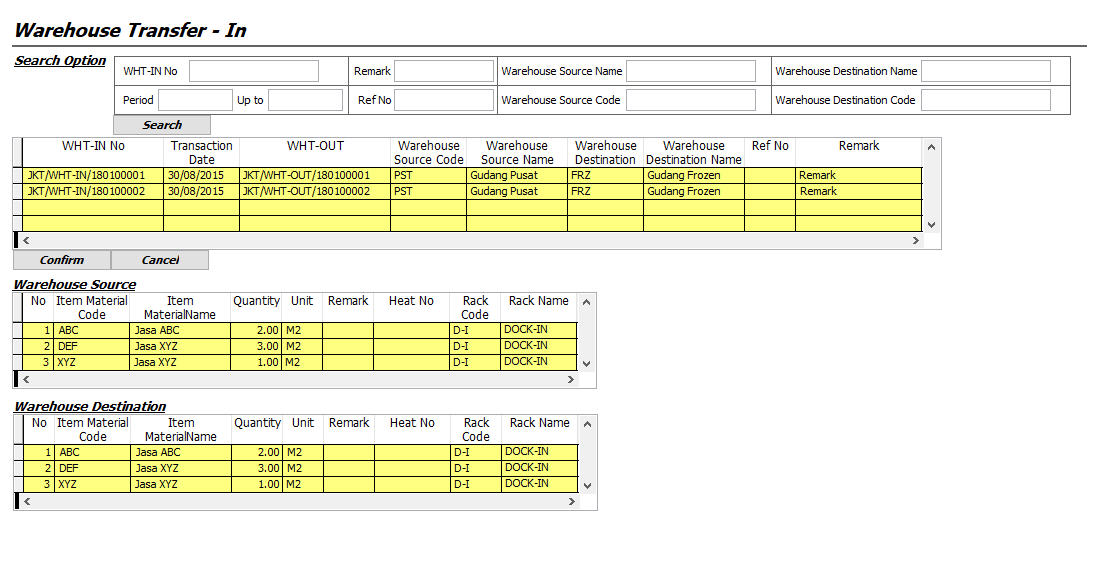 Warehouse Transfer - In
Search Option
WHT-IN No Remark Warehouse Source Name Warehouse Destination Name
Period Up to Ref No Warehouse Source Code Warehouse Destination Code
Search
WHT-IN No Transaction Date WHT-OUT Warehouse Source Code Warehouse Source Name Warehouse Destination Warehouse Destination Name Ref No Remark
JKT/WHT-IN/180100001 30/08/2015 JKT/WHT-OUT/180100001 PST Gudang Pusat FRZ Gudang Frozen Remark
JKT/WHT-IN/180100002 30/08/2015 JKT/WHT-OUT/180100002 PST Gudang Pusat FRZ Gudang Frozen Remark
Confirm Cancel
Warehouse Source
No Item Material Code Item MaterialName Quantity Unit Remark Heat No Rack Code Rack Name
1 ABC Jasa ABC 2.00 M2 D-I DOCK-IN
2 DEF Jasa XYZ 3.00 M2 D-I DOCK-IN
3 XYZ Jasa XYZ 1.00 M2 D-I DOCK-IN
Warehouse Destination
No Item Material Code Item MaterialName Quantity Unit Remark Heat No Rack Code Rack Name
1 ABC Jasa ABC 2.00 M2 D-I DOCK-IN
2 DEF Jasa XYZ 3.00 M2 D-I DOCK-IN
3 XYZ Jasa XYZ 1.00 M2 D-I DOCK-IN